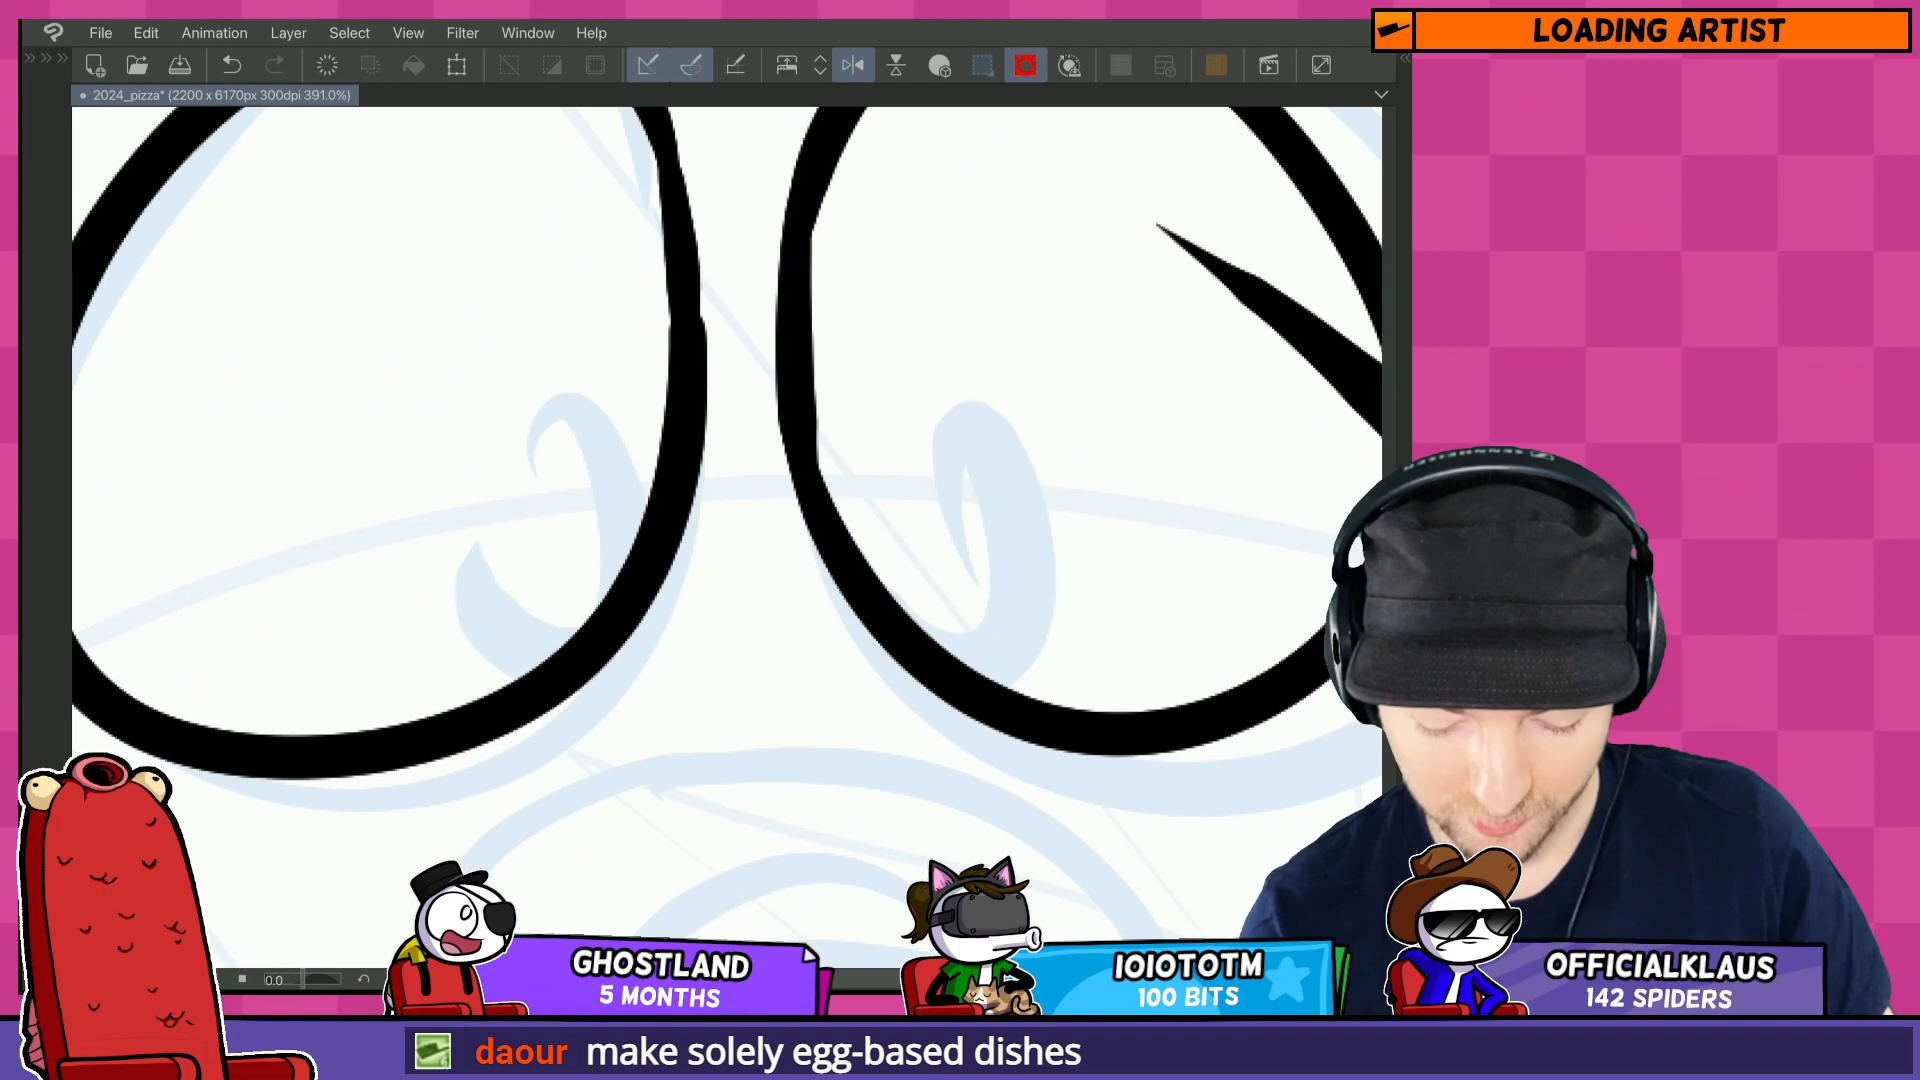 LOADING ARTIST
File Edit Animation Layer Select View Filter Window Help
2024_pizza* (2200 x 6170px 300dpi 391.0%)
SENNHEISER
0.0
GHOSTLAND
5 MONTHS
IOIOTOTM
100 BITS
OFFICIALKLAUS
142 SPIDERS
daour make solely egg-based dishes